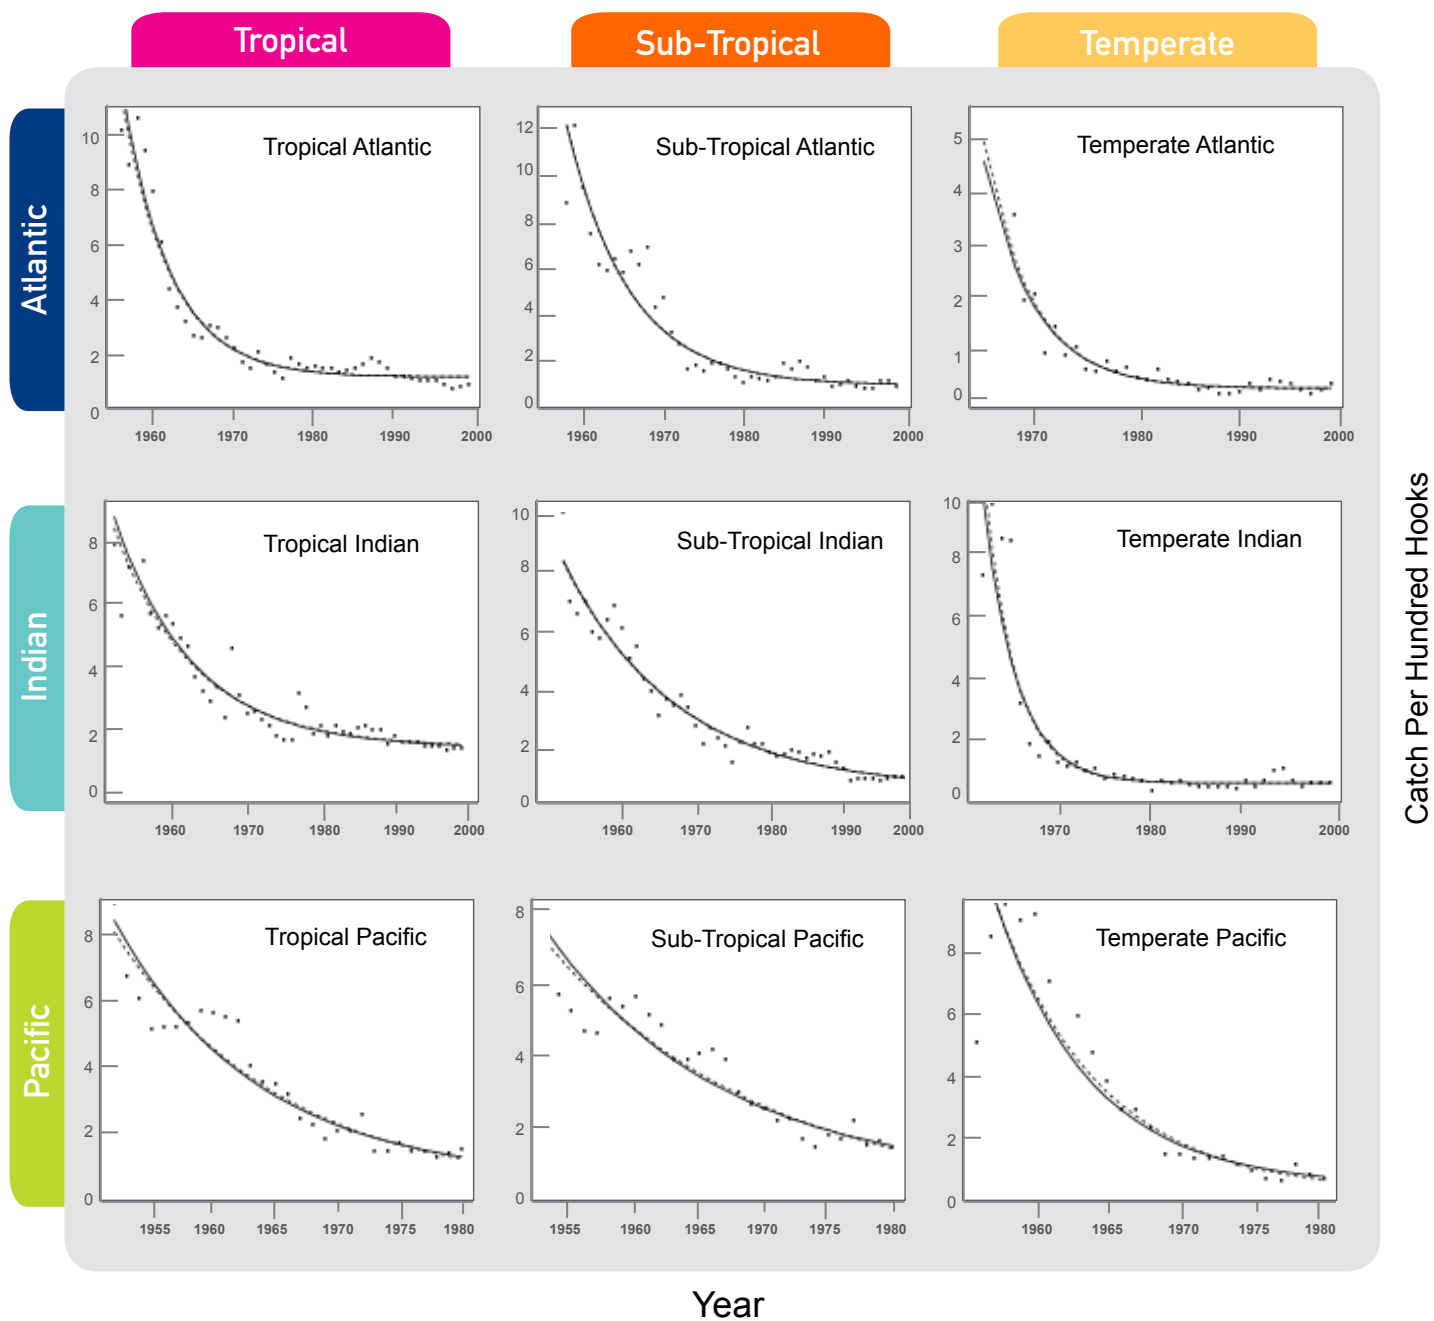 Tropical
Sub-Tropical
Temperate
Atlantic
Tropical Atlantic
10
8
6
4
2
0
1960 1970 1980 1990 2000
Sub-Tropical Atlantic
12
10
8
6
4
2
0
1960 1970 1980 1990 2000
Temperate Atlantic
5
4
3
2
1
0
1970 1980 1990 2000
Indian
Tropical Indian
8
6
4
2
0
1960 1970 1980 1990 2000
Sub-Tropical Indian
10
8
6
4
2
0
1960 1970 1980 1990 2000
Temperate Indian
10
8
6
4
2
0
1970 1980 1990 2000
Catch Per Hundred Hooks
Pacific
Tropical Pacific
8
6
4
2
0
1955 1960 1965 1970 1975 1980
Sub-Tropical Pacific
8
6
4
2
0
1955 1960 1965 1970 1975 1980
Temperate Pacific
8
6
4
2
0
1960 1965 1970 1980
Year